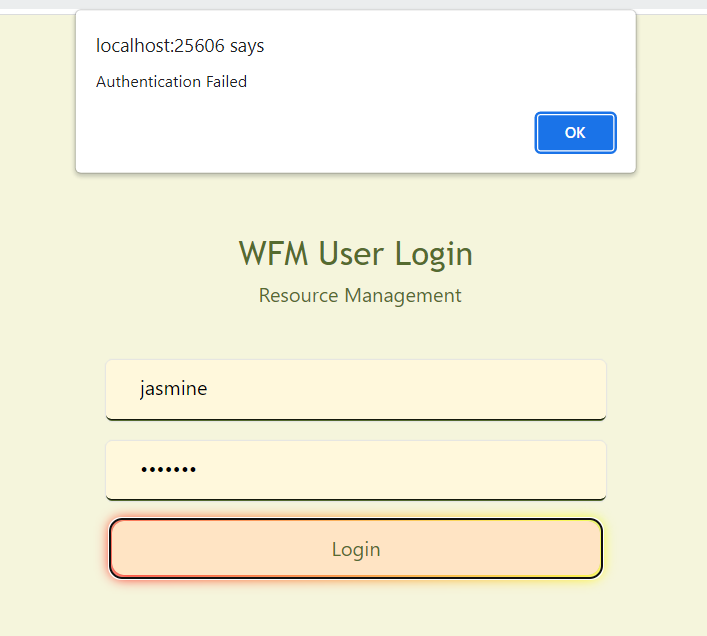 localhost:25606 says
Authentication Failed
OK
WFM User Login
Resource Management
jasmine
•••••••
Login